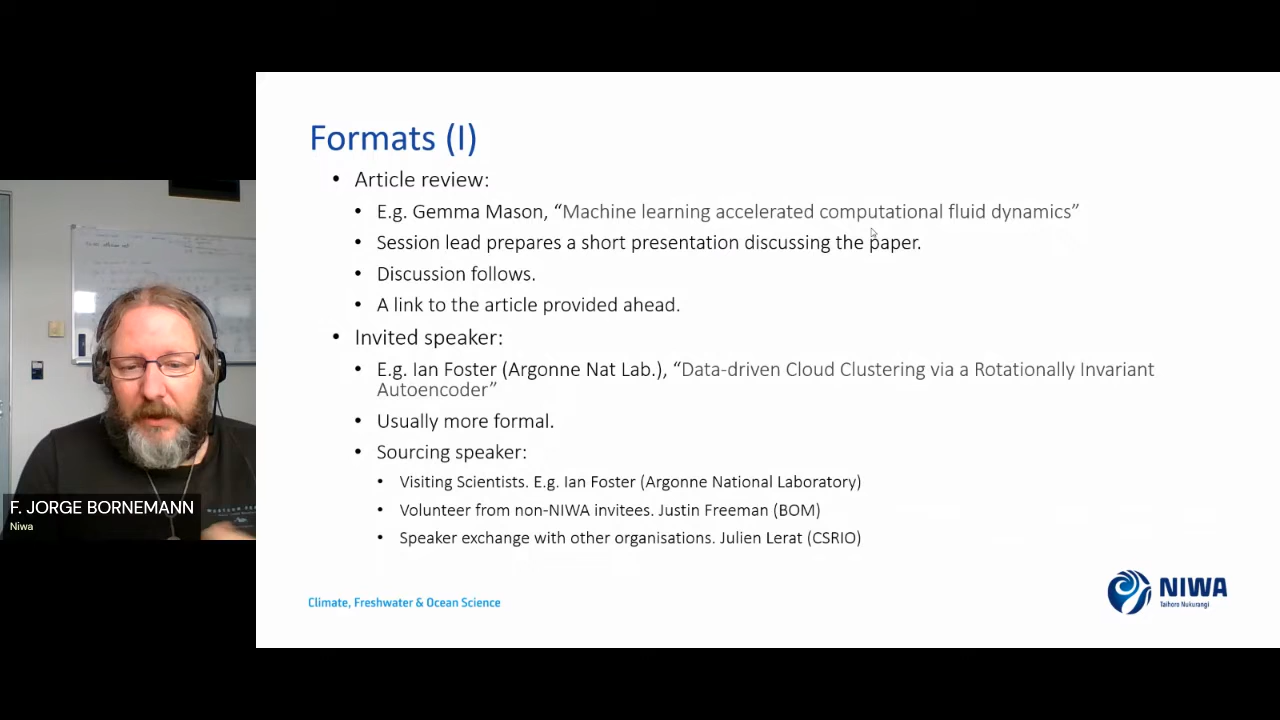 Formats (I)
• Article review:
• E.g. Gemma Mason, “Machine learning accelerated computational fluid dynamics”
• Session lead prepares a short presentation discussing the paper.
• Discussion follows.
• A link to the article provided ahead.
• Invited speaker:
• E.g. Ian Foster (Argonne Nat Lab.), “Data-driven Cloud Clustering via a Rotationally Invariant
Autoencoder”
• Usually more formal.
• Sourcing speaker:
• Visiting Scientists. E.g. Ian Foster (Argonne National Laboratory)
• Volunteer from non-NIWA invitees. Justin Freeman (BOM)
• Speaker exchange with other organisations. Julien Lerat (CSRIO)
Climate, Freshwater & Ocean Science
NIWA
Taihoro Nukurangi
F. JORGE BORNEMANN
Niwa